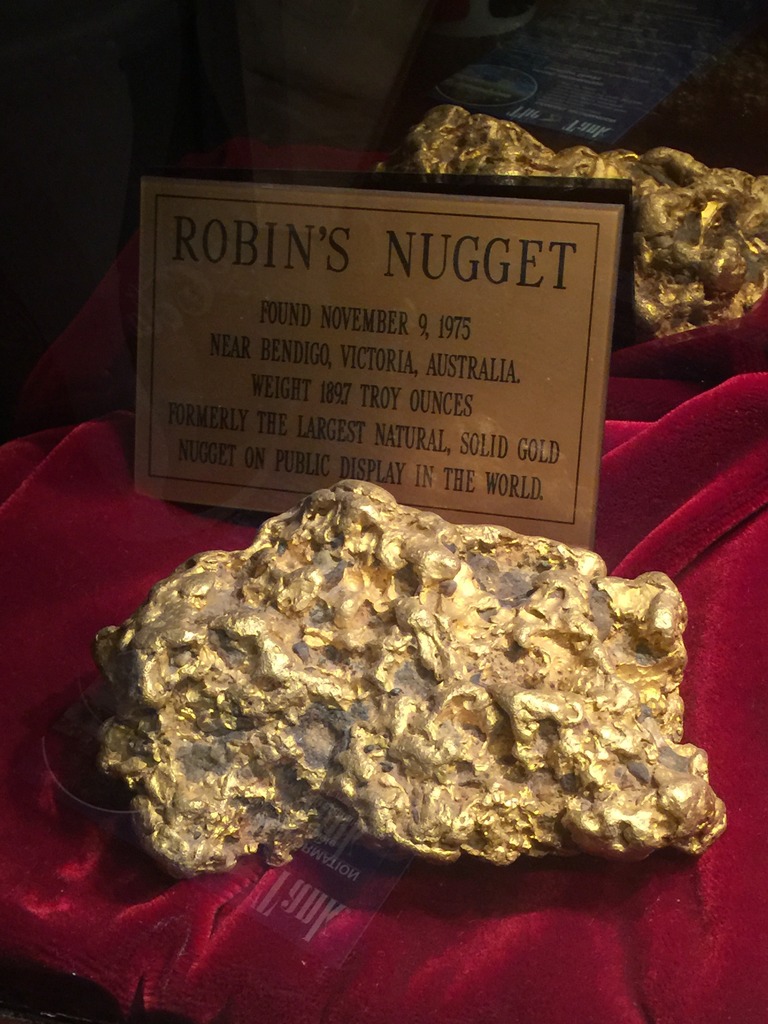 ROBIN'S NUGGET
FOUND NOVEMBER 9, 1975
NEAR BENDIGO, VICTORIA, AUSTRALIA.
WEIGHT 189.7 TROY OUNCES
FORMERLY THE LARGEST NATURAL, SOLID GOLD
NUGGET ON PUBLIC DISPLAY IN THE WORLD.